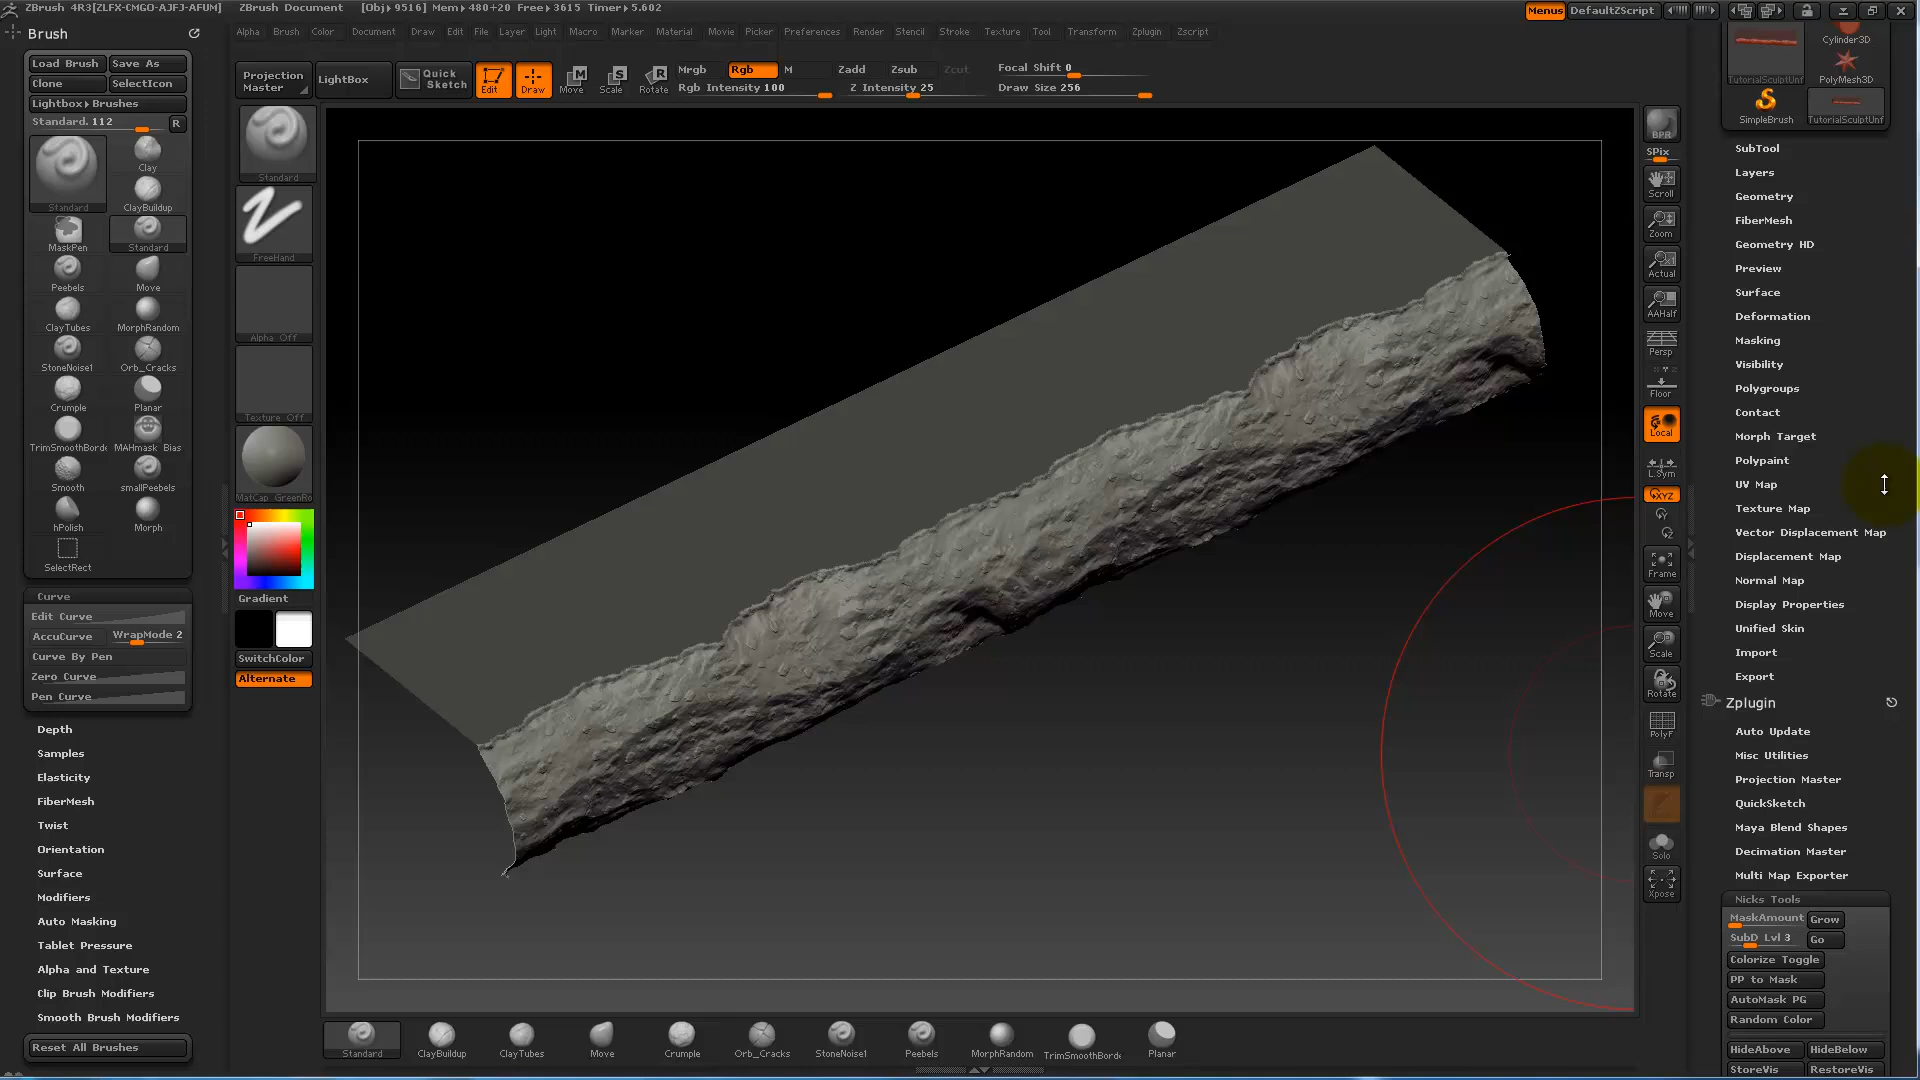 ZBrush 4R3[ZLFX-CMGO-AJFJ-AFUM] ZBrush Document [Obj▸9516] Mem▸480+20 Free▸3615 Timer▸5.602 Menus DefaultZScript
Brush
Alpha Brush Color Document Draw Edit File Layer Light Macro Marker Material Movie Picker Preferences Render Stencil Stroke Texture Tool Transform Zplugin Zscript
Load Brush Save As
Clone SelectIcon
Lightbox▸Brushes
Standard. 112 R
Standard
Clay
ClayBuildup
MaskPen Standard
Peebels Move
ClayTubes MorphRandom
StoneNoise1 Orb_Cracks
Crumple Planar
TrimSmoothBorde MAHmask_Bias
Smooth smallPeebels
hPolish Morph
SelectRect
Curve
Edit Curve
AccuCurve WrapMode 2
Curve By Pen
Zero Curve
Pen Curve
Depth
Samples
Elasticity
FiberMesh
Twist
Orientation
Surface
Modifiers
Auto Masking
Tablet Pressure
Alpha and Texture
Clip Brush Modifiers
Smooth Brush Modifiers
Reset All Brushes
Projection Master
LightBox
Quick Sketch
Edit Draw Move Scale Rotate
Mrgb Rgb M Zadd Zsub Zcut
Rgb Intensity 100 Z Intensity 25
Focal Shift 0
Draw Size 256
Standard
FreeHand
Alpha Off
Texture Off
MatCap GreenRo
Gradient
SwitchColor
Alternate
Standard ClayBuildup ClayTubes Move Crumple Orb_Cracks StoneNoise1 Peebels MorphRandom TrimSmoothBorde Planar
BPR
SPix
Scroll
Zoom
Actual
AAHalf
Persp
Floor
Local
L.Sym
XYZ
Frame
Move
Scale
Rotate
PolyF
Transp
Solo
Xpose
Cylinder3D
TutorialSculptUnf PolyMesh3D
SimpleBrush TutorialSculptUnf
SubTool
Layers
Geometry
FiberMesh
Geometry HD
Preview
Surface
Deformation
Masking
Visibility
Polygroups
Contact
Morph Target
Polypaint
UV Map
Texture Map
Vector Displacement Map
Displacement Map
Normal Map
Display Properties
Unified Skin
Import
Export
Zplugin
Auto Update
Misc Utilities
Projection Master
QuickSketch
Maya Blend Shapes
Decimation Master
Multi Map Exporter
Nicks Tools
MaskAmount Grow
SubD Lvl 3 Go
Colorize Toggle
PP to Mask
AutoMask PG
Random Color
HideAbove HideBelow
StoreVis RestoreVis